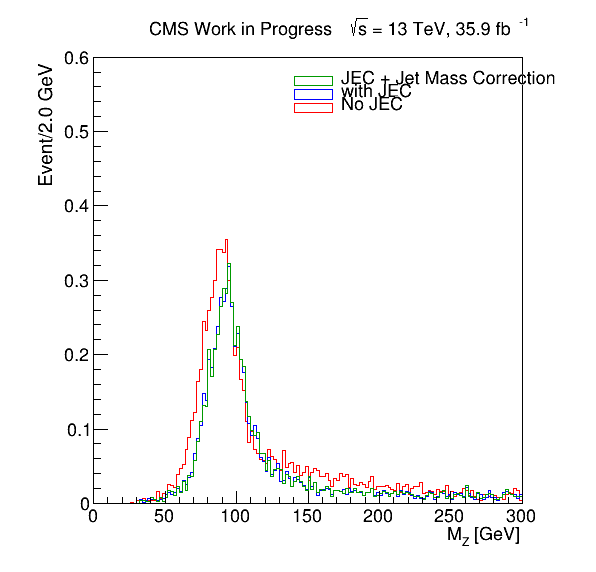 CMS Work in Progress √s = 13 TeV, 35.9 fb -1
Event/2.0 GeV
0.6
0.5
0.4
0.3
0.2
0.1
0
JEC + Jet Mass Correction
with JEC
No JEC
0 50 100 150 200 250 300
M_Z [GeV]